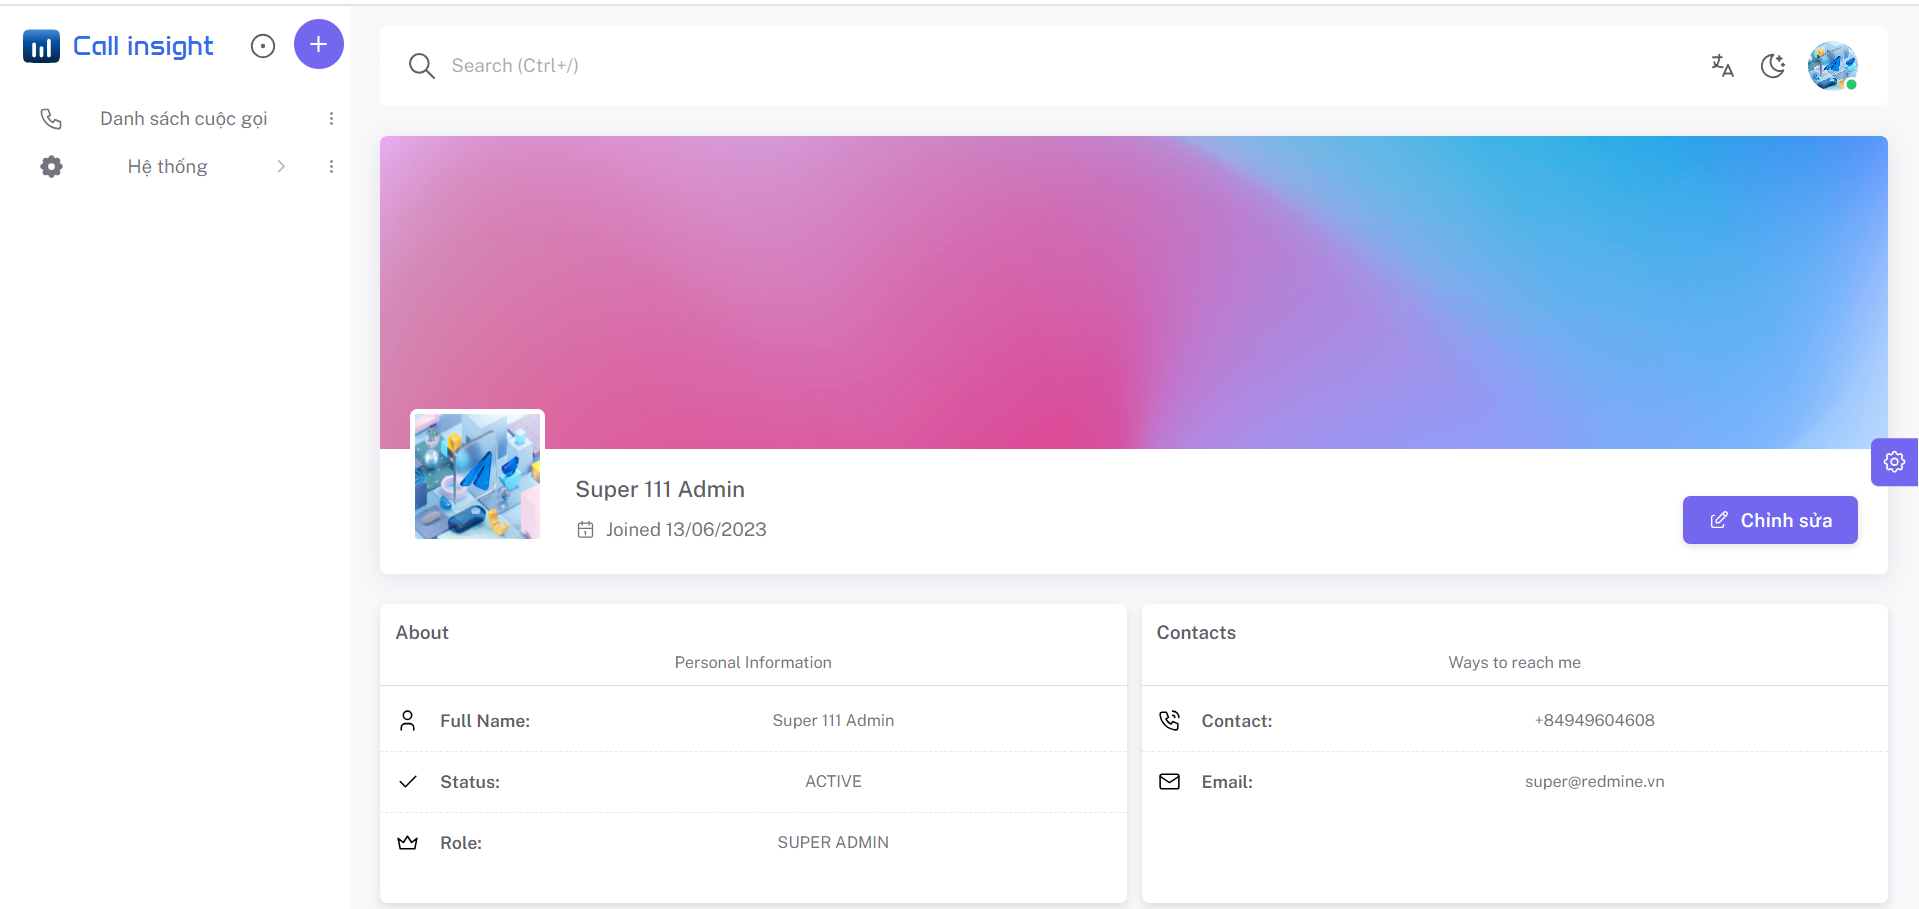 Call insight
Danh sách cuộc gọi
Hệ thống
Search (Ctrl+/)
Super 111 Admin
Joined 13/06/2023
Chỉnh sửa
About
Personal Information
Full Name: Super 111 Admin
Status: ACTIVE
Role: SUPER ADMIN
Contacts
Ways to reach me
Contact: +84949604608
Email: super@redmine.vn